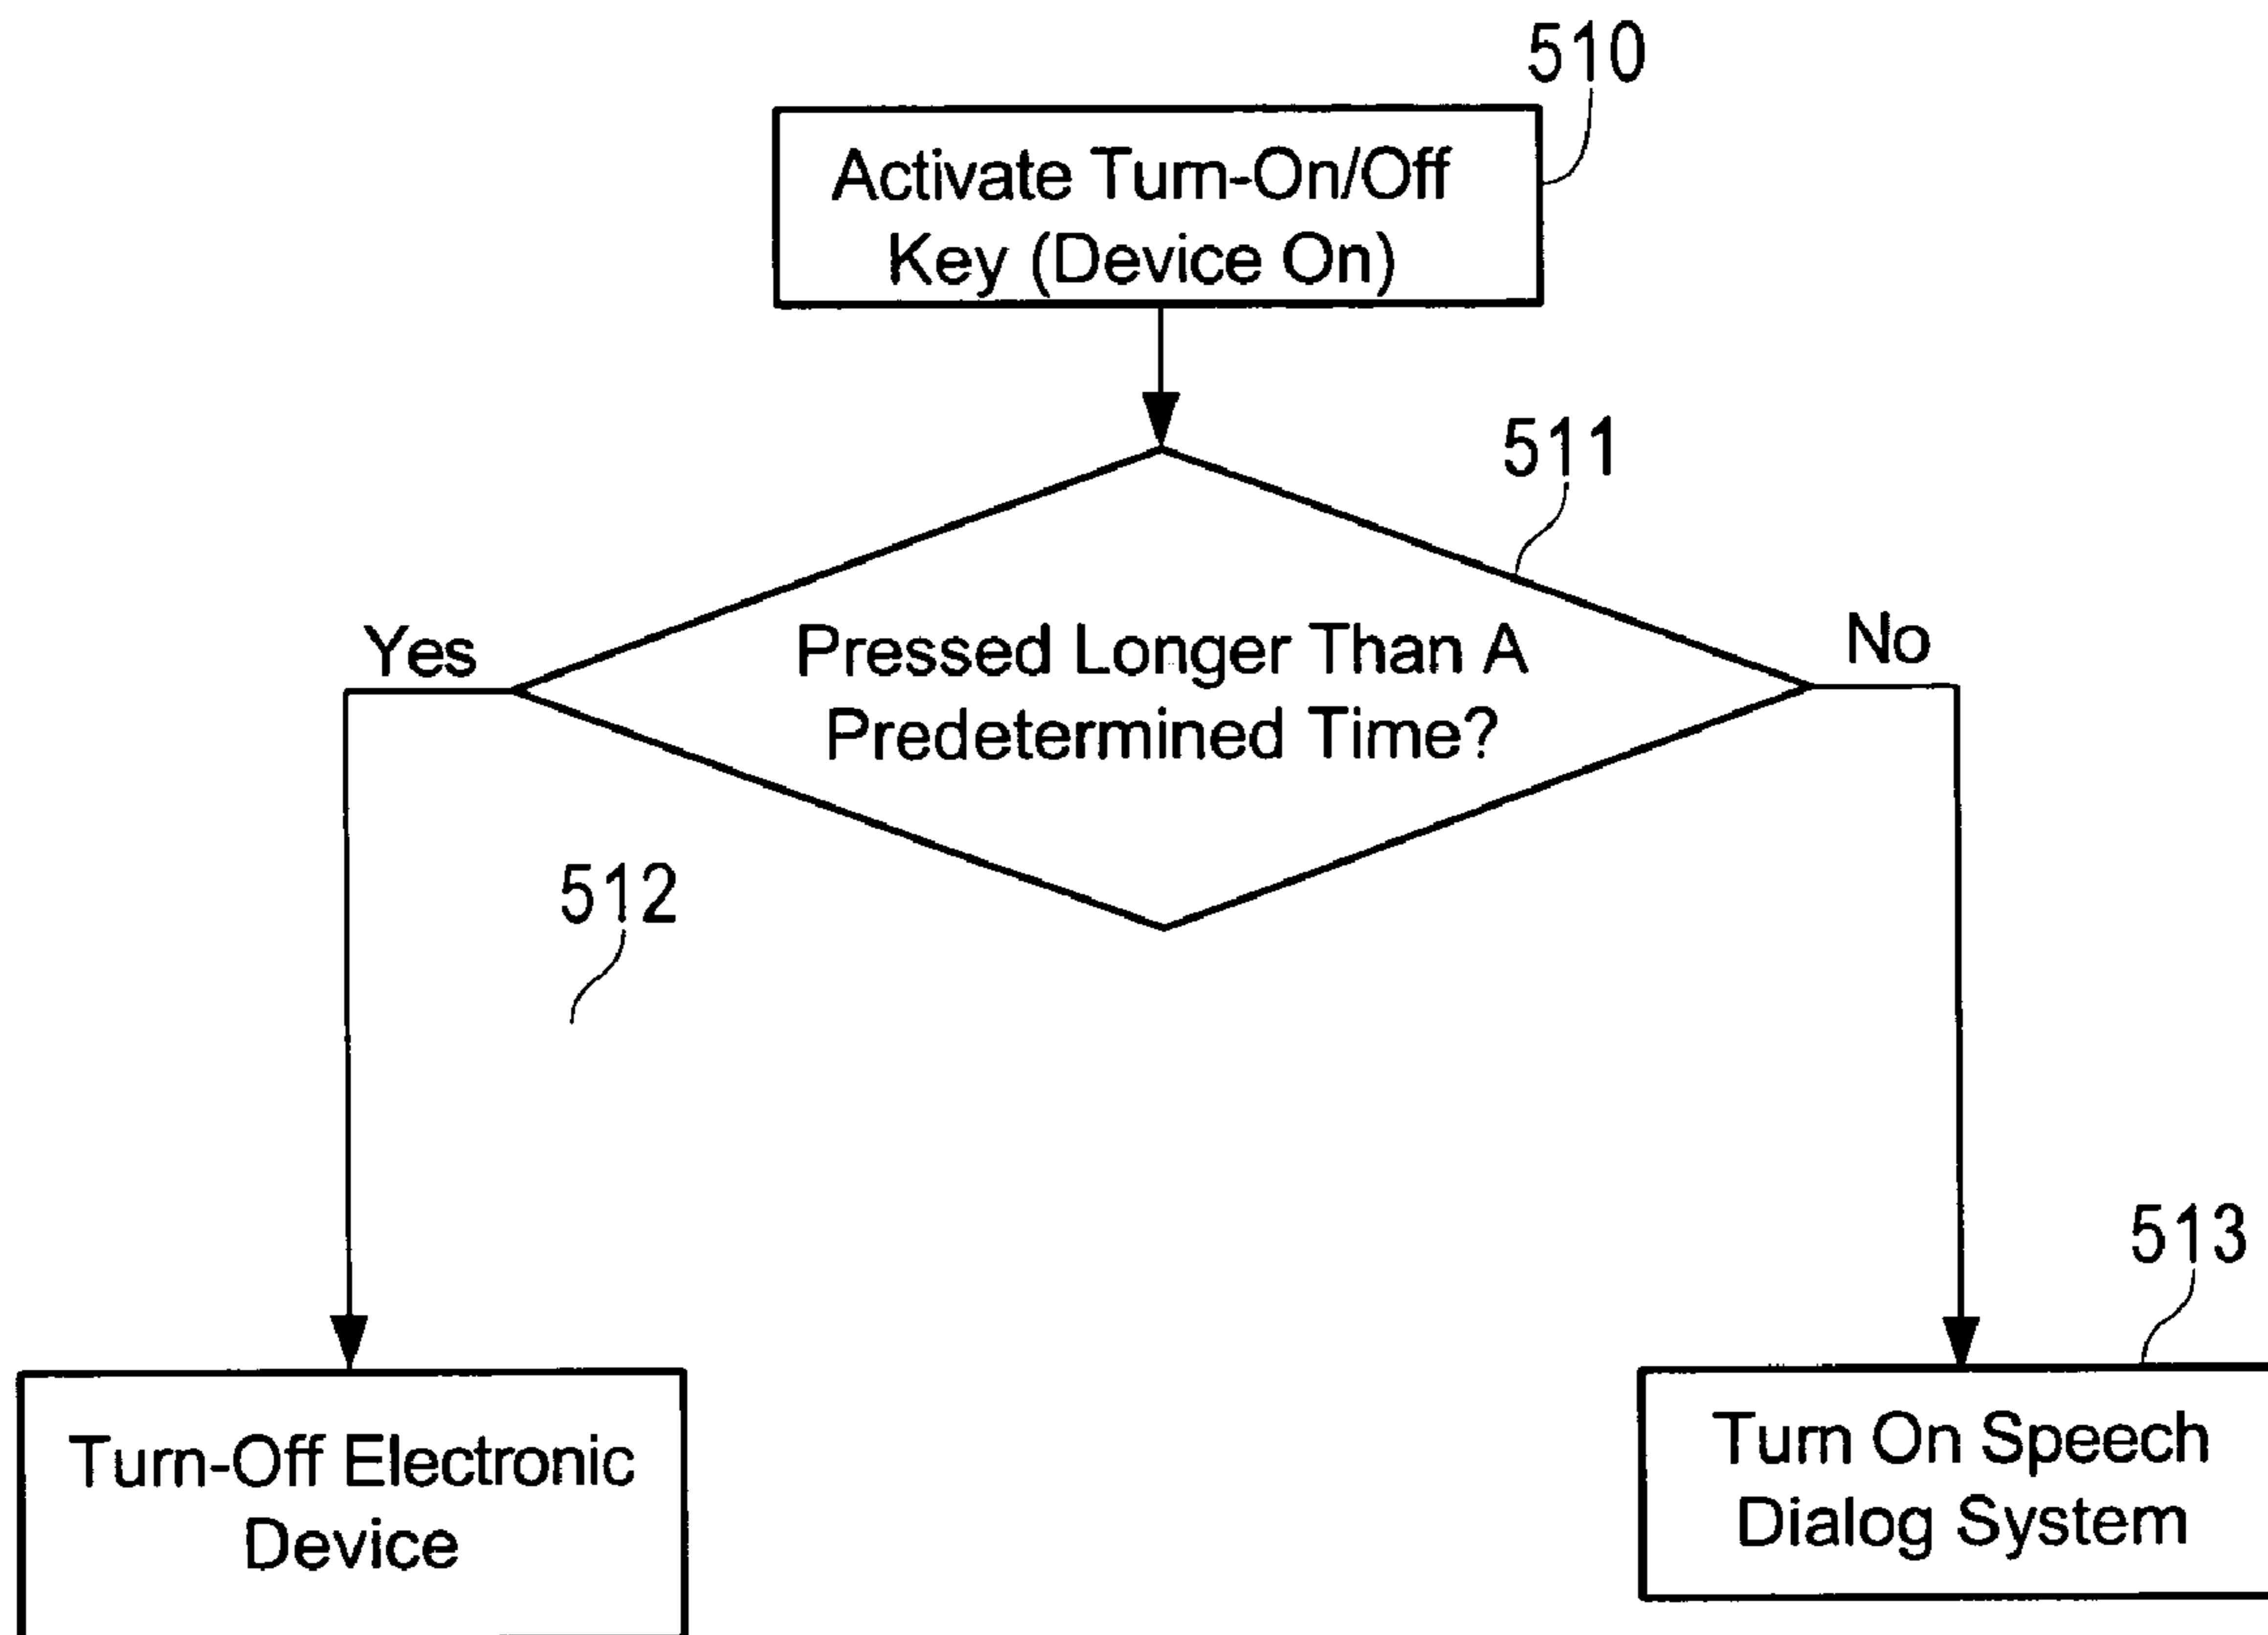 510
Activate Turn-On/Off
Key (Device On)
511
Pressed Longer Than A
Predetermined Time?
Yes
No
512
513
Turn-Off Electronic
Device
Turn On Speech
Dialog System